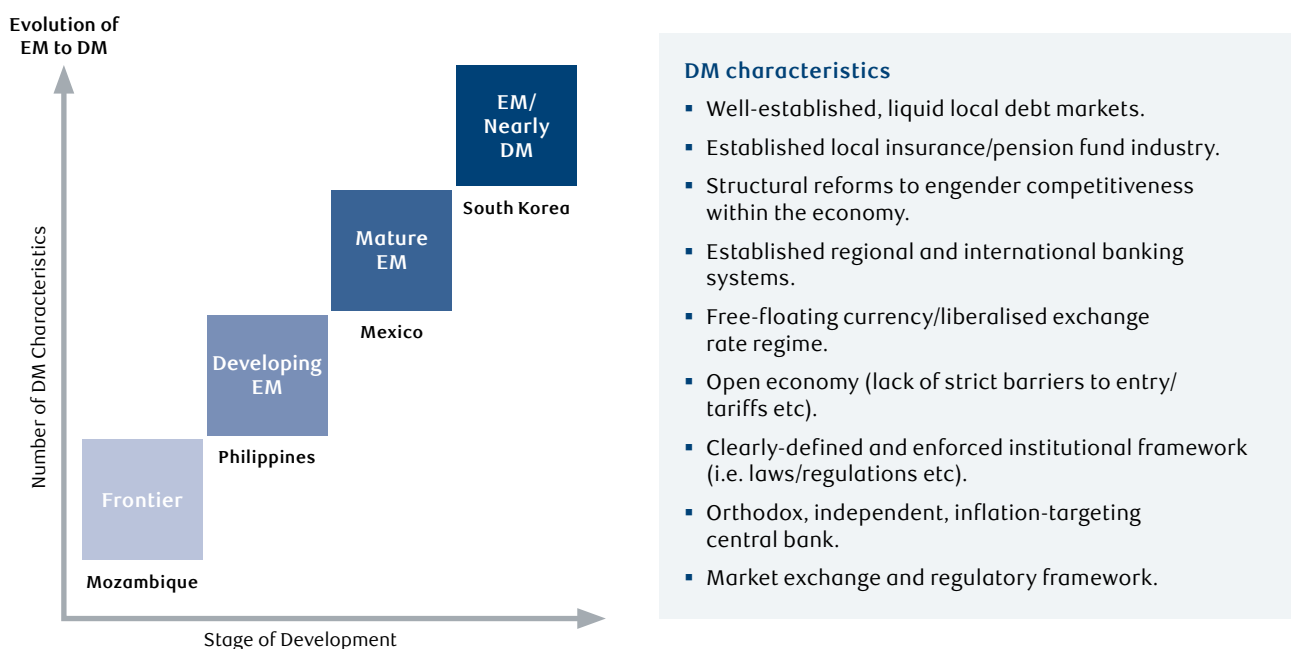 Evolution of
EM to DM
Number of DM Characteristics
EM/
Nearly
DM
South Korea
Mature
EM
Mexico
Developing
EM
Philippines
Frontier
Mozambique
Stage of Development
DM characteristics
▪ Well-established, liquid local debt markets.
▪ Established local insurance/pension fund industry.
▪ Structural reforms to engender competitiveness
within the economy.
▪ Established regional and international banking
systems.
▪ Free-floating currency/liberalised exchange
rate regime.
▪ Open economy (lack of strict barriers to entry/
tariffs etc).
▪ Clearly-defined and enforced institutional framework
(i.e. laws/regulations etc).
▪ Orthodox, independent, inflation-targeting
central bank.
▪ Market exchange and regulatory framework.